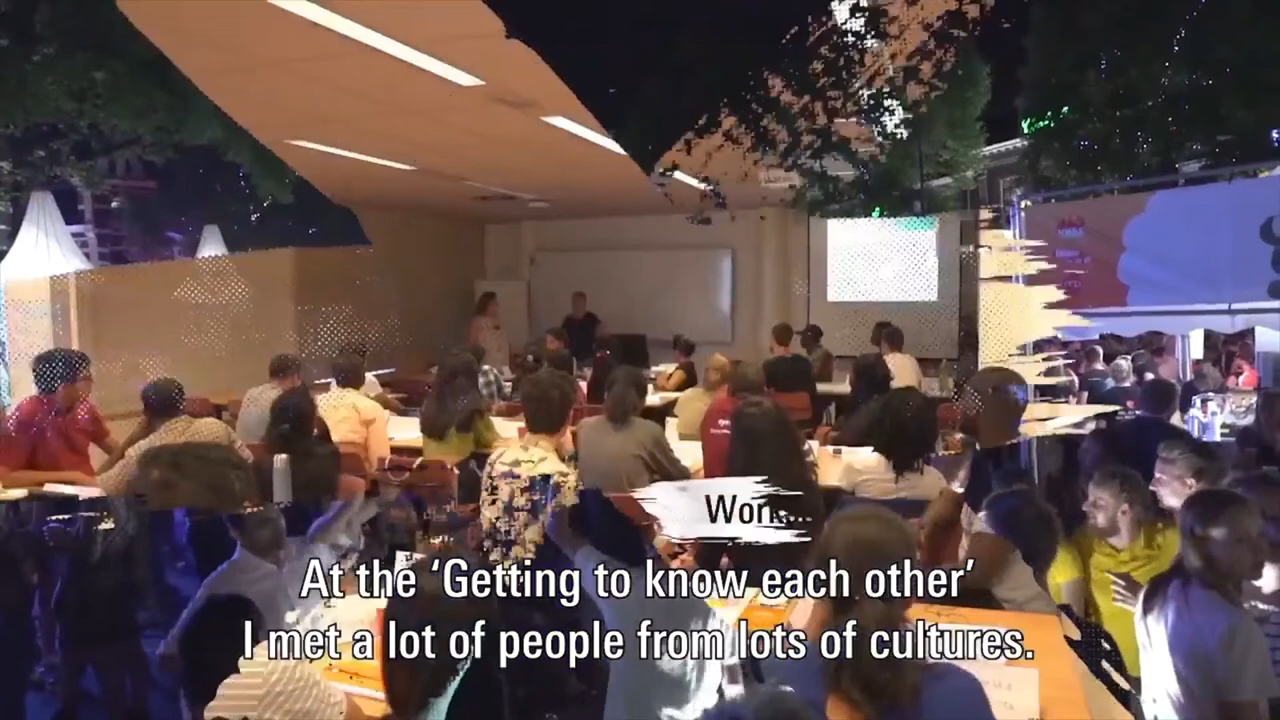 Work...
At the ‘Getting to know each other’
I met a lot of people from lots of cultures.